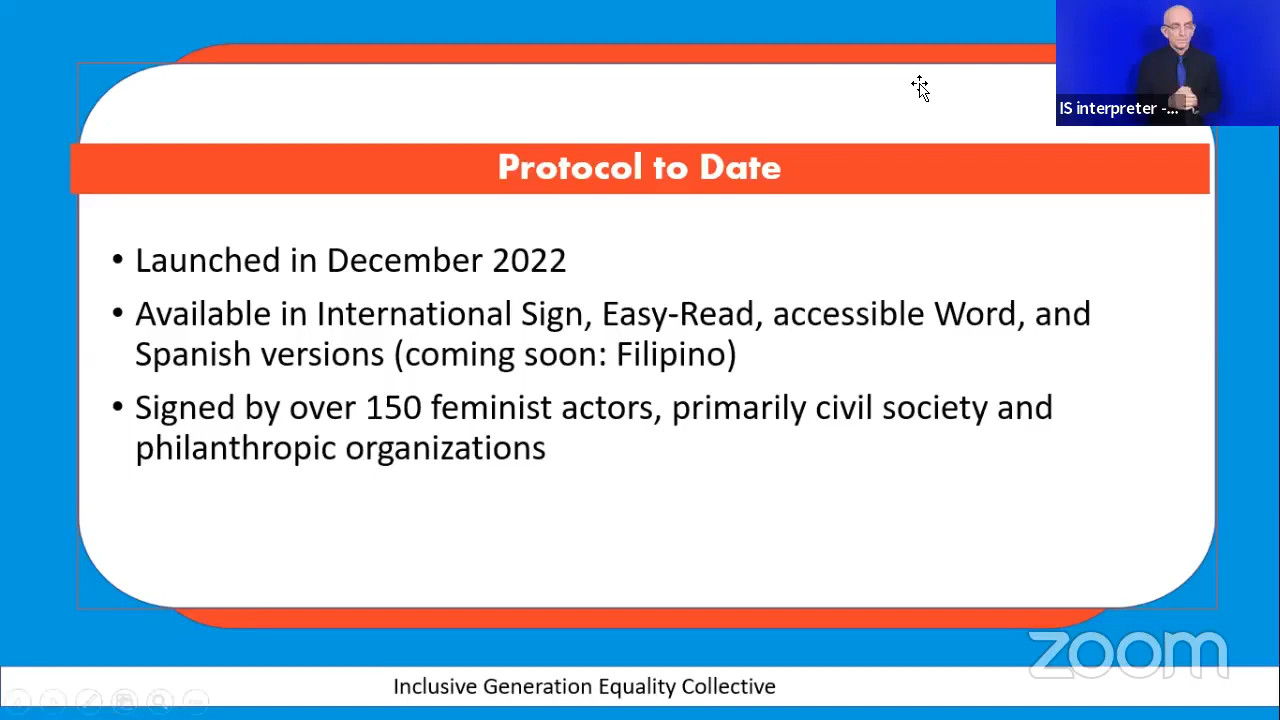 IS interpreter -...
Protocol to Date
• Launched in December 2022
• Available in International Sign, Easy-Read, accessible Word, and
Spanish versions (coming soon: Filipino)
• Signed by over 150 feminist actors, primarily civil society and
philanthropic organizations
zoom
Inclusive Generation Equality Collective